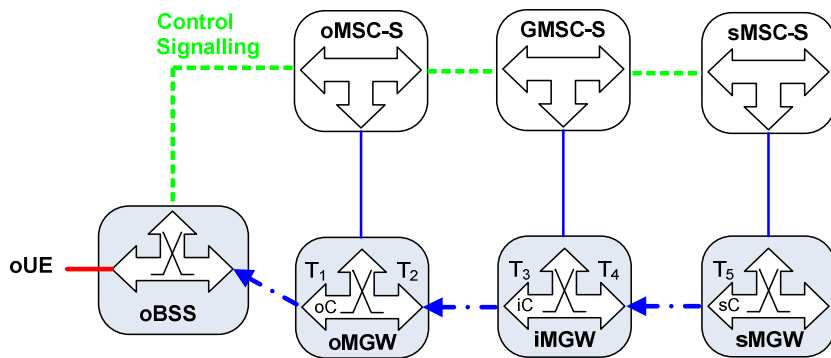 Control
Signalling
oMSC-S
GMSC-S
sMSC-S
oUE
oBSS
T1
T2
oC
oMGW
T3
T4
iC
iMGW
T5
sC
sMGW